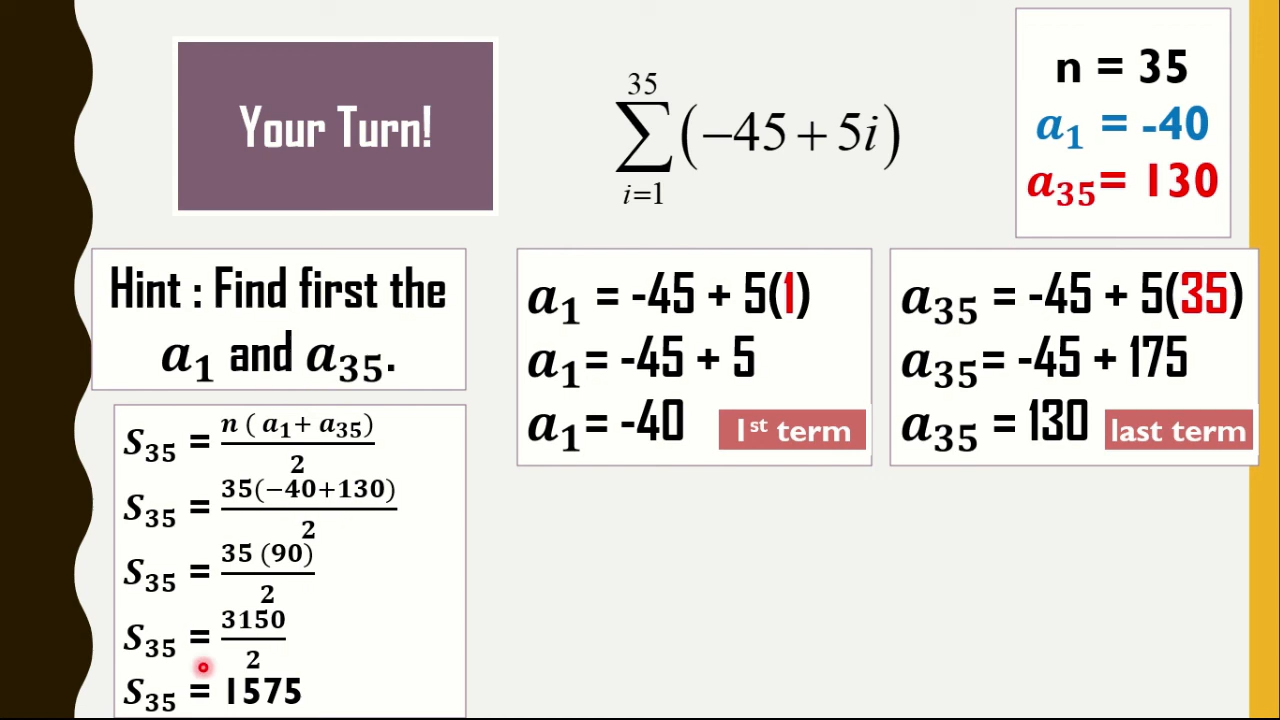 Your Turn!
35
∑ (−45 + 5i)
i=1
n = 35
a₁ = -40
a₃₅= 130
Hint : Find first the
a₁ and a₃₅.
a₁ = -45 + 5(1)
a₁= -45 + 5
a₁= -40
1st term
a₃₅ = -45 + 5(35)
a₃₅= -45 + 175
a₃₅ = 130
last term
S₃₅ = n ( a₁+ a₃₅) / 2
S₃₅ = 35(−40+130) / 2
S₃₅ = 35 (90) / 2
S₃₅ = 3150 / 2
S₃₅ = 1575